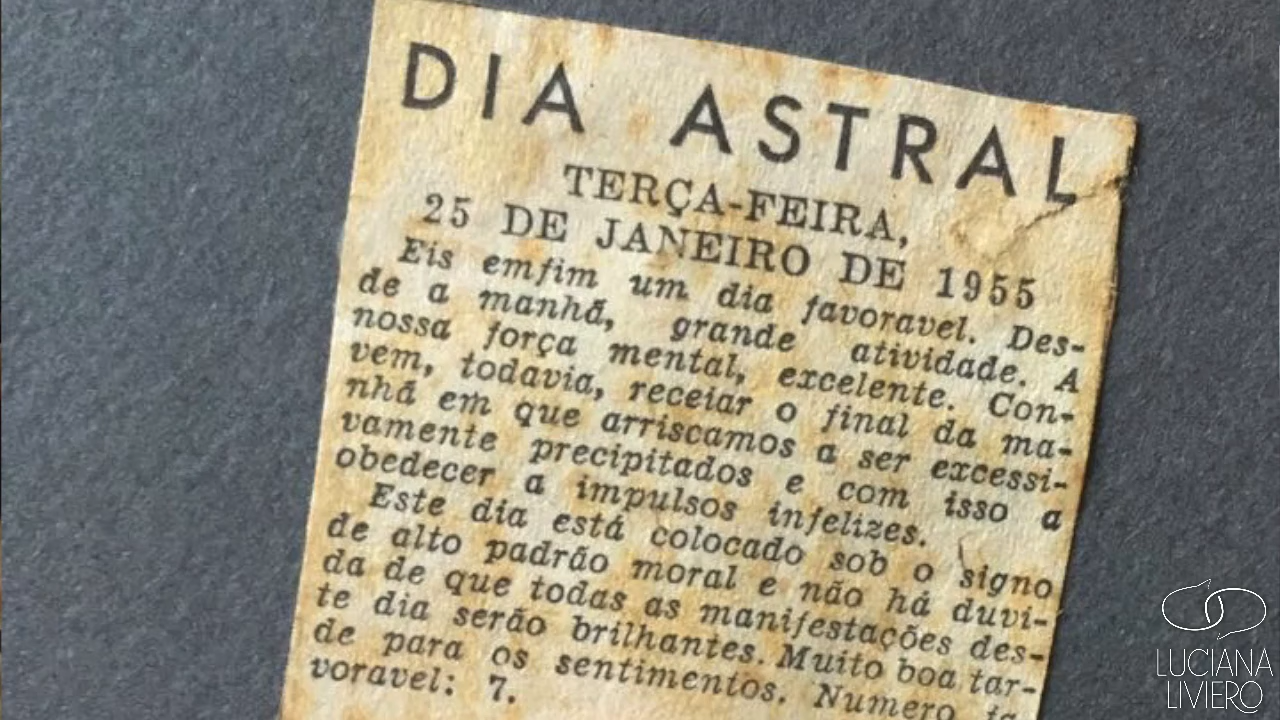 DIA ASTRAL
TERÇA-FEIRA,
25 DE JANEIRO DE 1955
Eis emfim um dia favoravel. Des-
de a manhã, grande atividade. A
nossa força mental, excelente. Con-
vem, todavia, receiar o final da ma-
nhã em que arriscamos a ser excessi-
vamente precipitados e com isso a
obedecer a impulsos infelizes.
Este dia está colocado sob o signo
de alto padrão moral e não há duvi-
da de que todas as manifestações des-
te dia serão brilhantes. Muito boa tar-
de para os sentimentos. Numero fa-
voravel: 7.
LUCIANA
LIVIERO